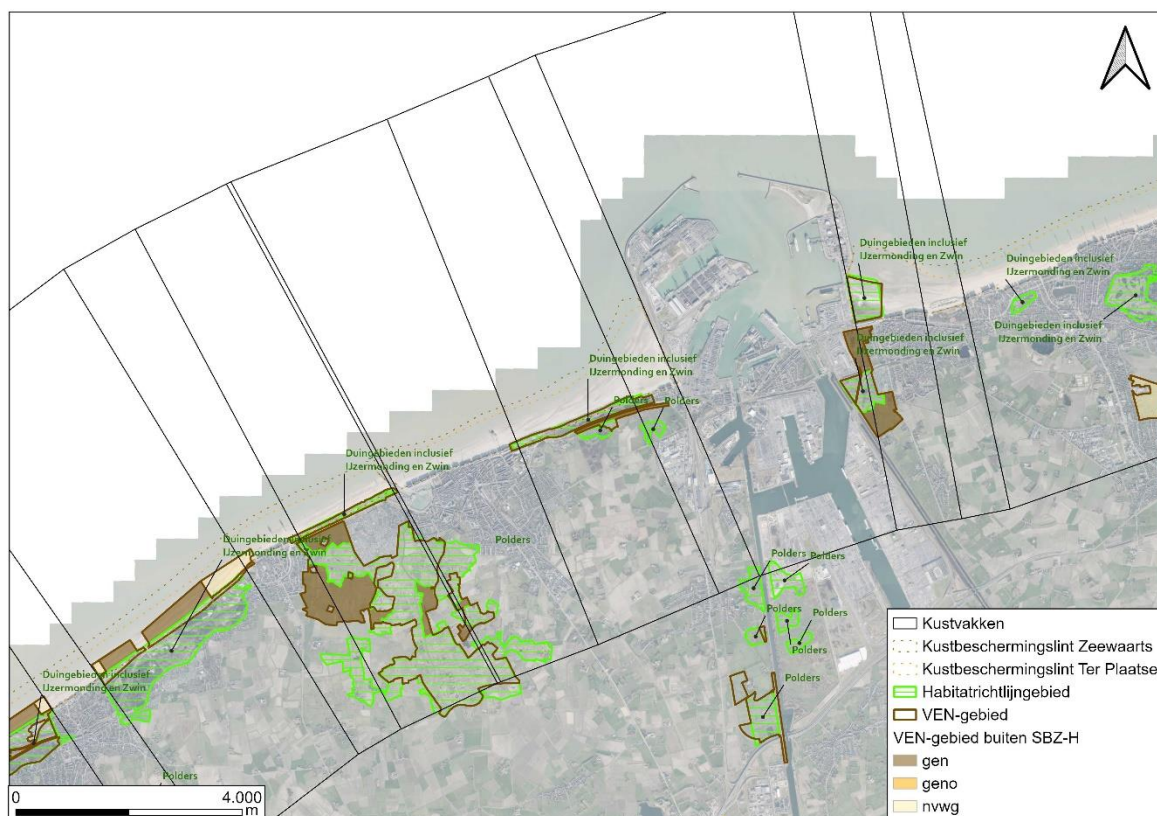 Duingebieden inclusief
IJzermonding en Zwin
Duingebieden inclusief
IJzermonding en Zwin
Duingebieden inclusief
IJzermonding en Zwin
Duingebieden inclusief
IJzermonding en Zwin
Duingebieden inclusief
IJzermonding en Zwin
Polders
Polders
Duingebieden inclusief
IJzermonding en Zwin
Duingebieden inclusief
IJzermonding en Zwin
Polders
Polders
Polders
Polders
Polders
Polders
Duingebieden inclusief
IJzermonding en Zwin
Polders
Polders
Kustvakken
Kustbeschermingslint Zeewaarts
Kustbeschermingslint Ter Plaatse
Habitatrichtlijngebied
VEN-gebied
VEN-gebied buiten SBZ-H
gen
geno
nvwg
0 4.000
m